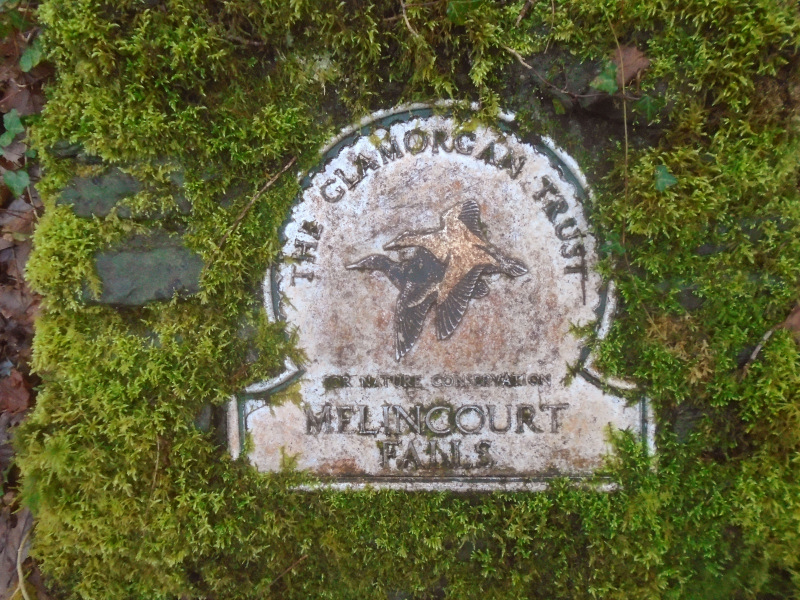 THE GLAMORGAN TRUST
FOR NATURE CONSERVATION
MELINCOURT
FALLS